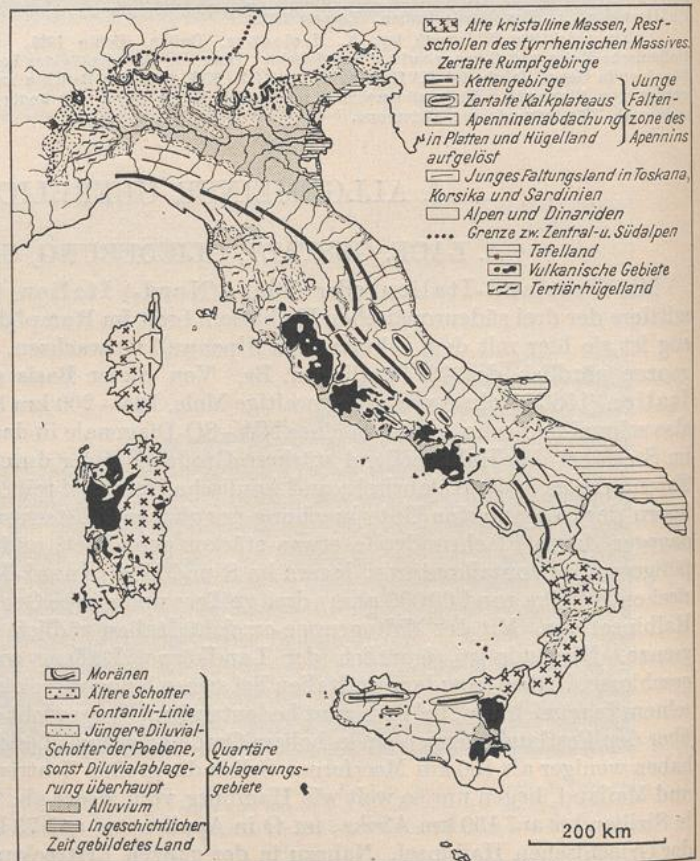 Alte kristalline Massen, Rest-
schollen des tyrrhenischen Massives.
Zertalte Rumpfgebirge
Kettengebirge
Zertalte Kalkplateaus
Apenninenabdachung
in Platten und Hügelland
aufgelöst
Junge
Falten-
zone des
Apennins
Junges Faltungsland in Toskana,
Korsika und Sardinien
Alpen und Dinariden
Grenze zw. Zentral-u. Südalpen
Tafelland
Vulkanische Gebiete
Tertiärhügelland
Moränen
Ältere Schotter
Fontanili-Linie
Jüngere Diluvial-
Schotter der Poebene,
sonst Diluvialablage-
rung überhaupt
Alluvium
In geschichtlicher
Zeit gebildetes Land
Quartäre
Ablagerungs-
gebiete
200 km